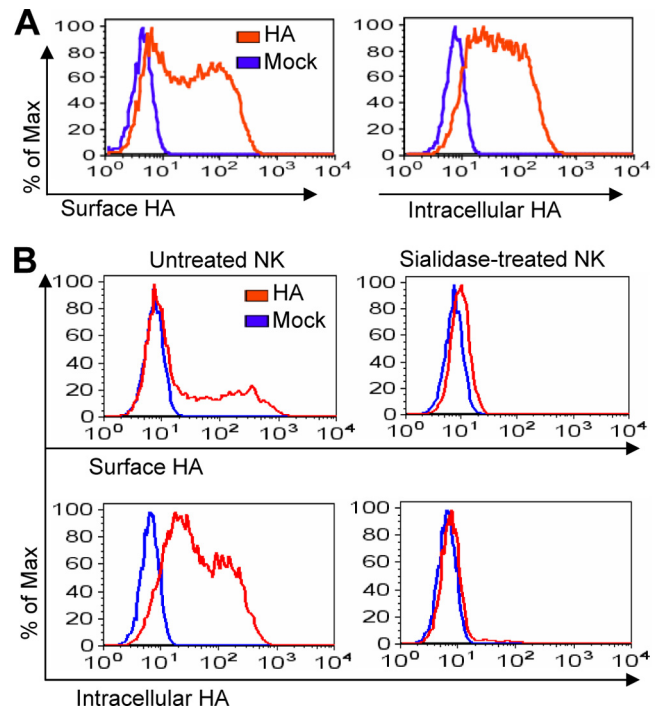 A
100
80
60
40
20
0
HA
Mock
10⁰ 10¹ 10² 10³ 10⁴
100
80
60
40
20
0
10⁰ 10¹ 10² 10³ 10⁴
% of Max
Surface HA
Intracellular HA
B
Untreated NK
Sialidase-treated NK
100
80
60
40
20
0
HA
Mock
10⁰ 10¹ 10² 10³ 10⁴
100
80
60
40
20
0
10⁰ 10¹ 10² 10³ 10⁴
Surface HA
100
80
60
40
20
0
10⁰ 10¹ 10² 10³ 10⁴
100
80
60
40
20
0
10⁰ 10¹ 10² 10³ 10⁴
% of Max
Intracellular HA